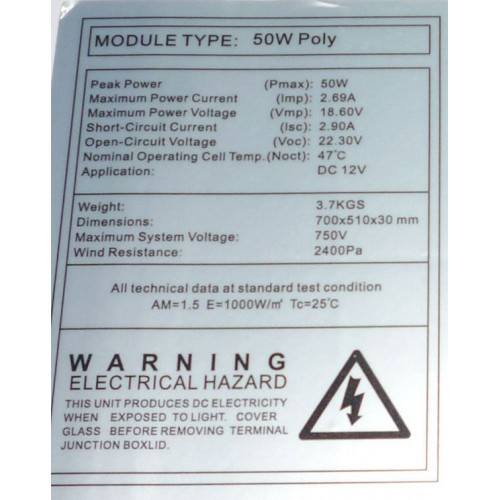 MODULE TYPE: 50W Poly
Peak Power (Pmax): 50W
Maximum Power Current (Imp): 2.69A
Maximum Power Voltage (Vmp): 18.60V
Short-Circuit Current (Isc): 2.90A
Open-Circuit Voltage (Voc): 22.30V
Nominal Operating Cell Temp.(Noct): 47℃
Application: DC 12V
Weight: 3.7KGS
Dimensions: 700x510x30 mm
Maximum System Voltage: 750V
Wind Resistance: 2400Pa
All technical data at standard test condition
AM=1.5 E=1000W/㎡ Tc=25℃
WARNING
ELECTRICAL HAZARD
THIS UNIT PRODUCES DC ELECTRICITY
WHEN EXPOSED TO LIGHT. COVER
GLASS BEFORE REMOVING TERMINAL
JUNCTION BOXLID.